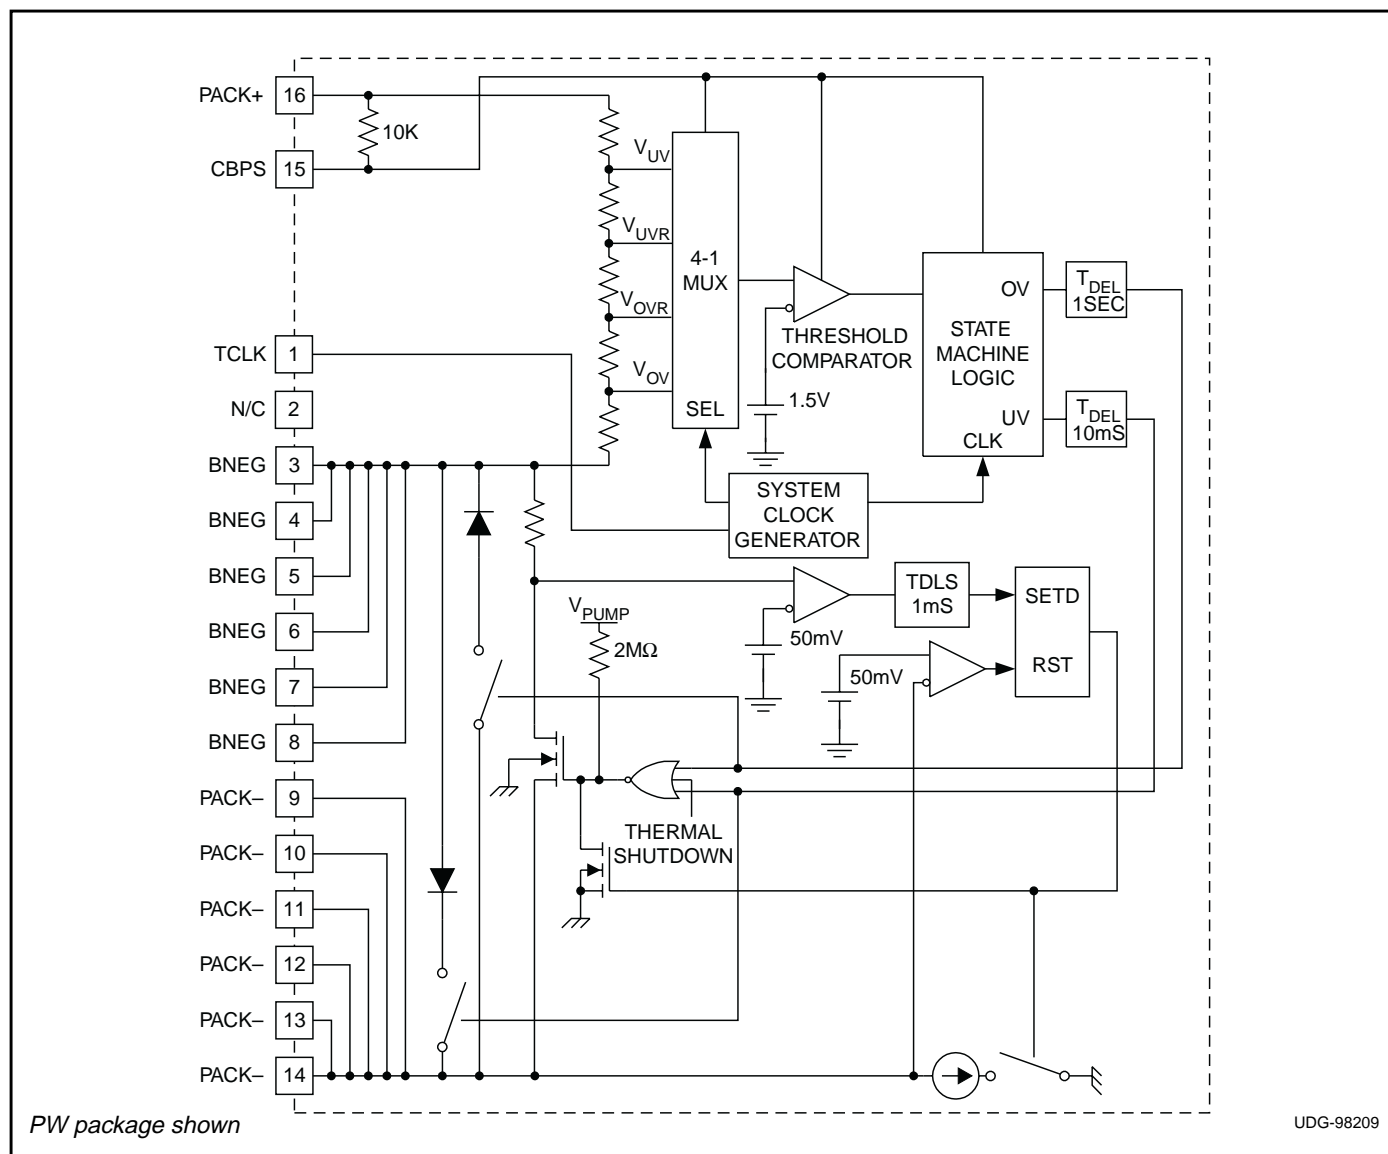 PACK+ 16
10K
CBPS 15
V_UV
V_UVR
V_OVR
V_OV
4-1
MUX
SEL
THRESHOLD
COMPARATOR
1.5V
OV
STATE
MACHINE
LOGIC
UV
CLK
T_DEL
1SEC
T_DEL
10mS
TCLK 1
N/C 2
BNEG 3
BNEG 4
BNEG 5
BNEG 6
BNEG 7
BNEG 8
PACK– 9
PACK– 10
PACK– 11
PACK– 12
PACK– 13
PACK– 14
SYSTEM
CLOCK
GENERATOR
V_PUMP
2MΩ
50mV
TDLS
1mS
SETD
RST
50mV
THERMAL
SHUTDOWN
PW package shown
UDG-98209